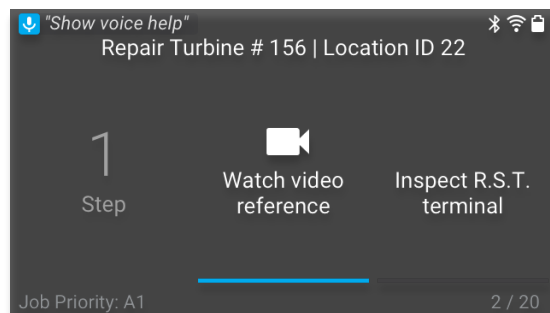 "Show voice help"
Repair Turbine # 156 | Location ID 22
1
Step
Watch video
reference
Inspect R.S.T.
terminal
Job Priority: A1
2 / 20